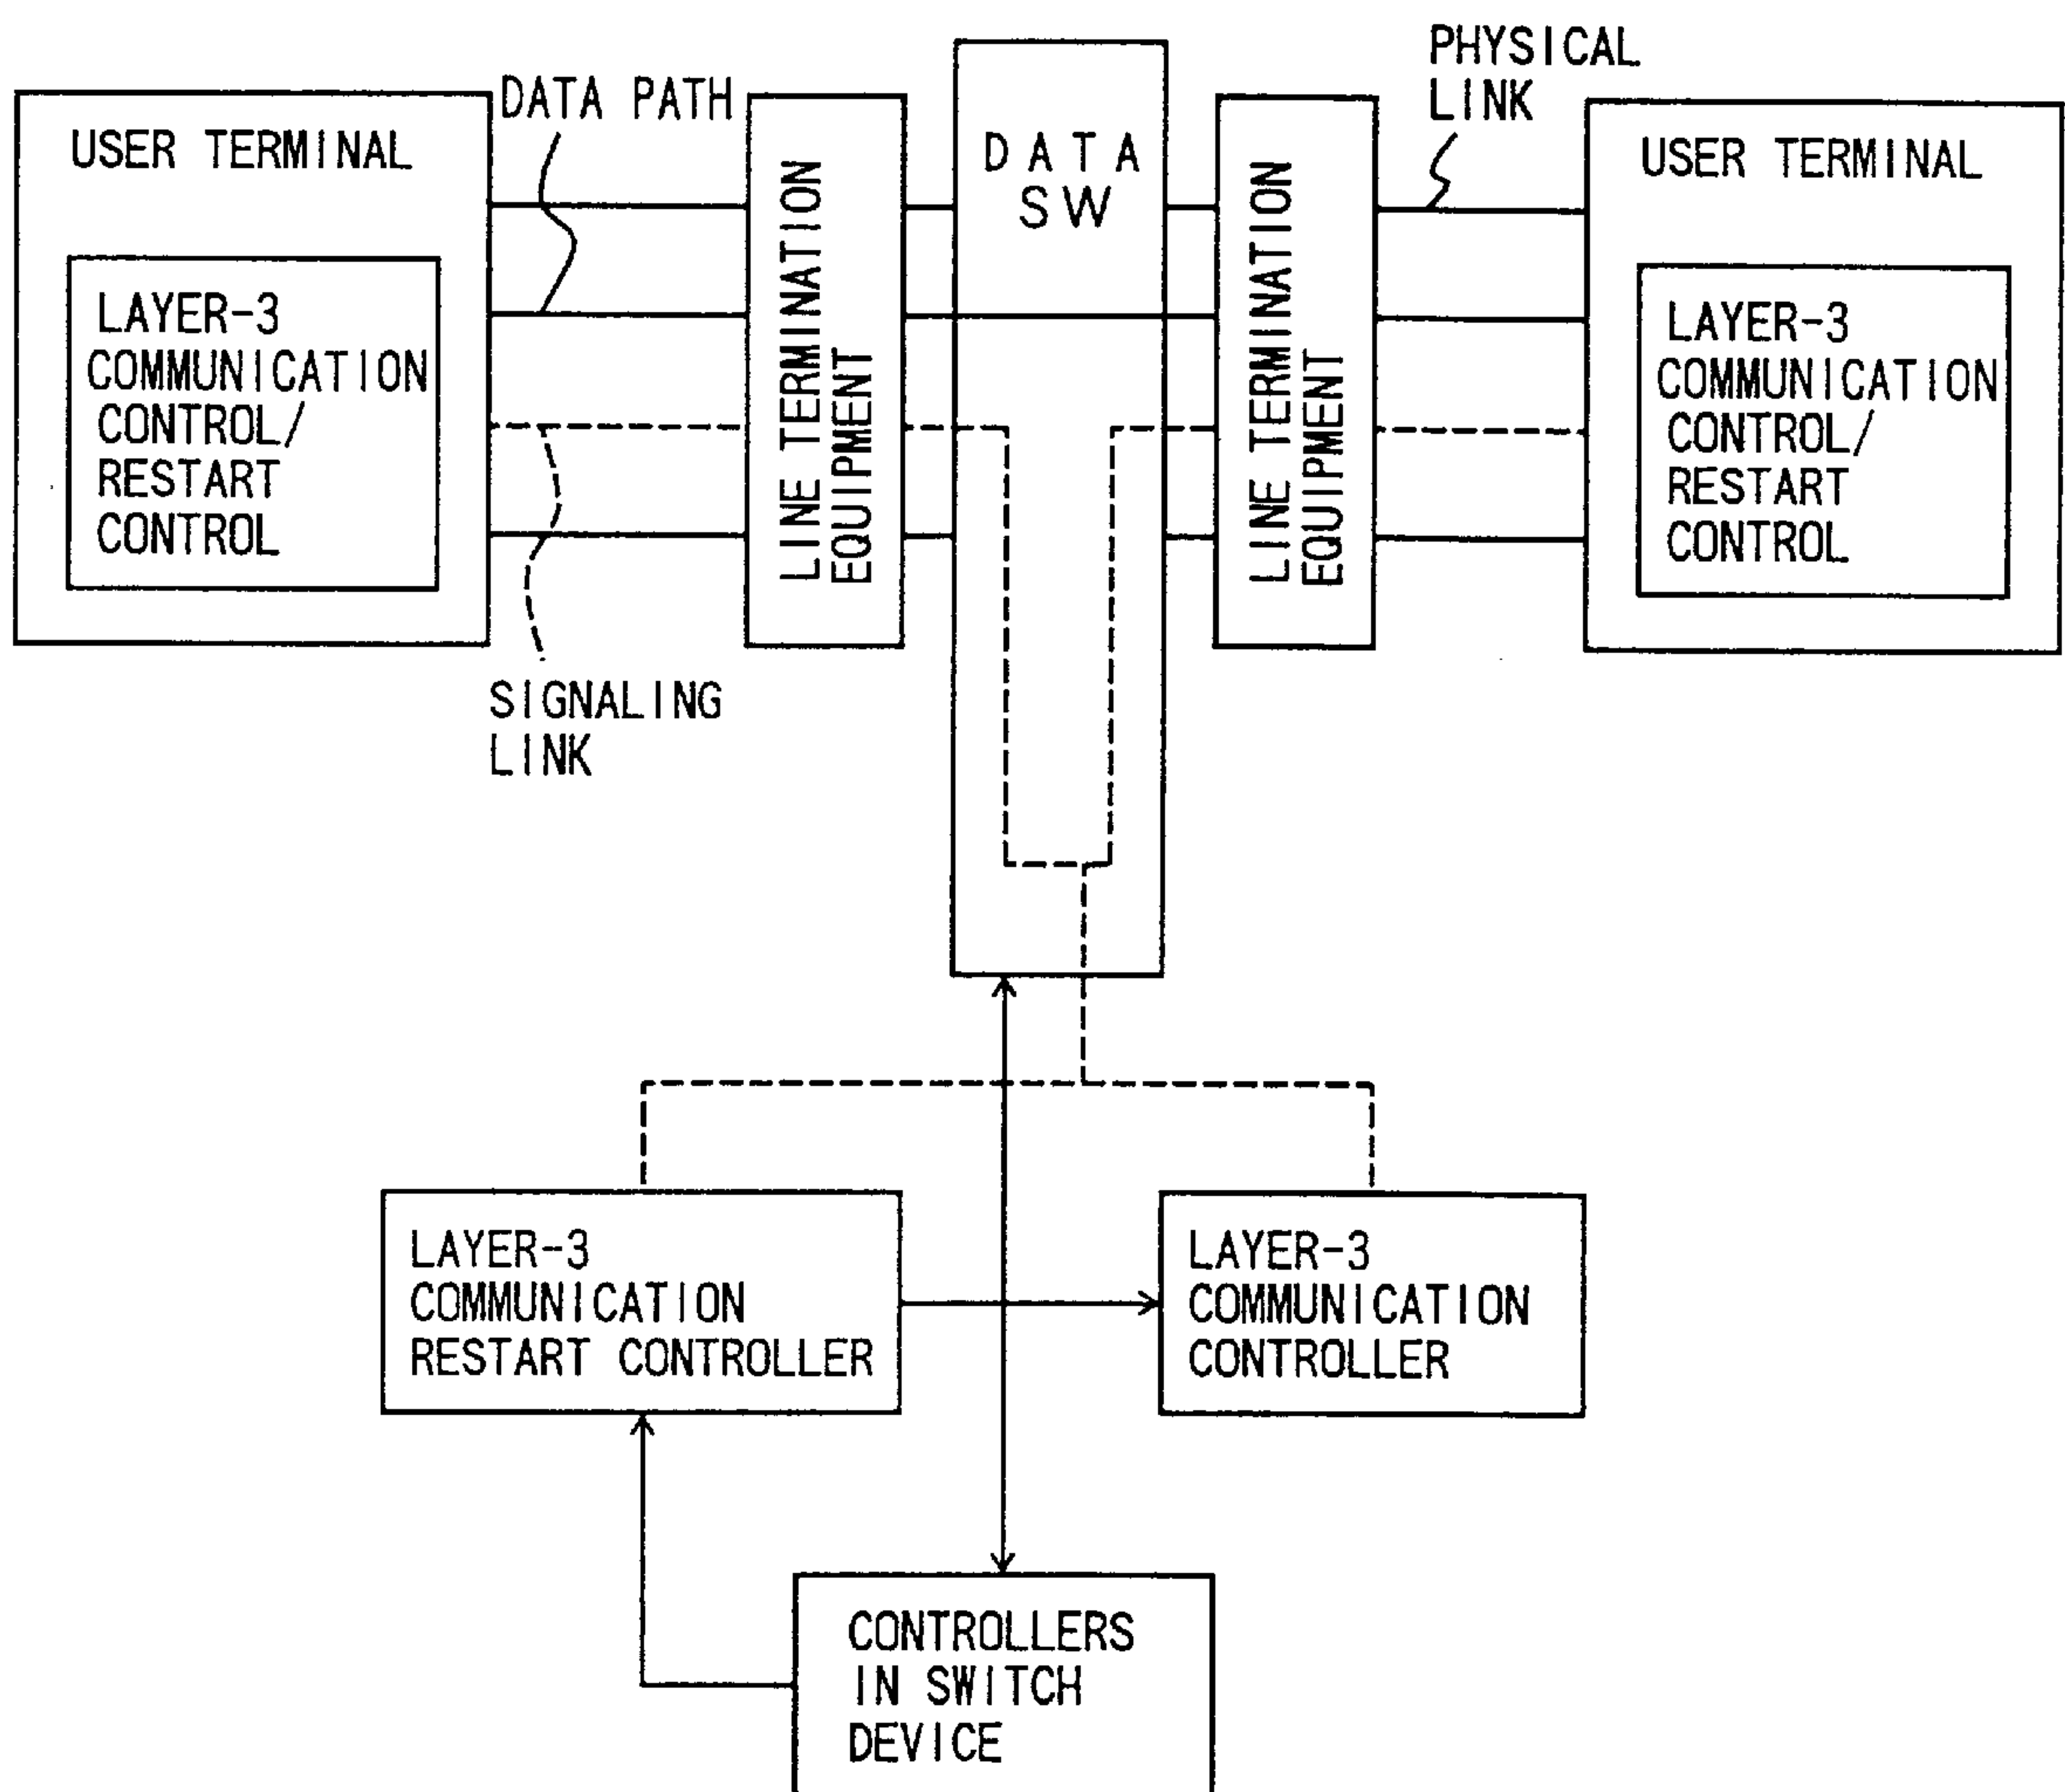 USER TERMINAL
LAYER-3
COMMUNICATION
CONTROL/
RESTART
CONTROL
DATA PATH
SIGNALING
LINK
LINE TERMINATION
EQUIPMENT
DATA
SW
LINE TERMINATION
EQUIPMENT
PHYSICAL
LINK
USER TERMINAL
LAYER-3
COMMUNICATION
CONTROL/
RESTART
CONTROL
LAYER-3
COMMUNICATION
RESTART CONTROLLER
LAYER-3
COMMUNICATION
CONTROLLER
CONTROLLERS
IN SWITCH
DEVICE